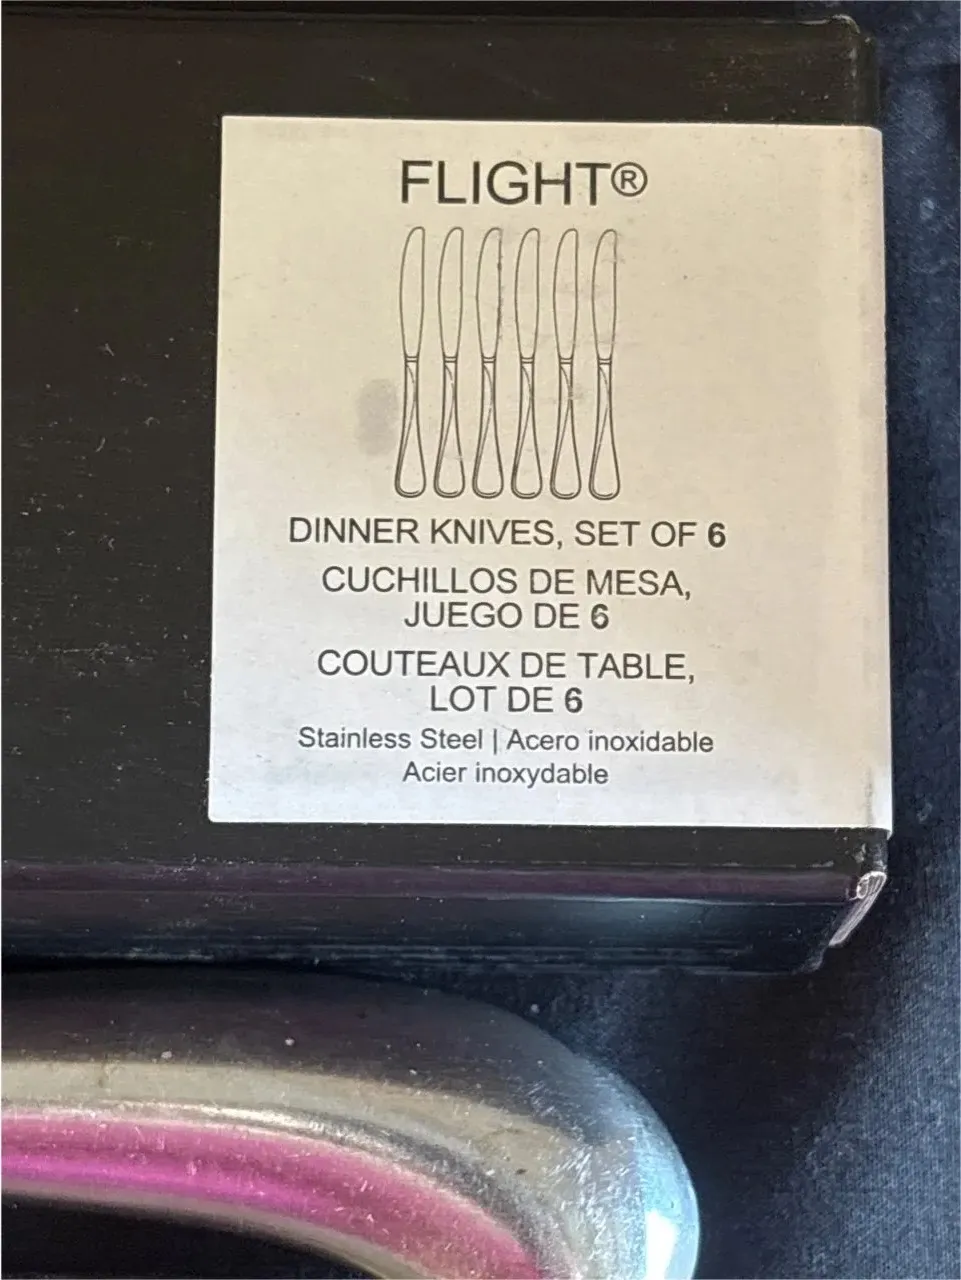 FLIGHT®
DINNER KNIVES, SET OF 6
CUCHILLOS DE MESA,
JUEGO DE 6
COUTEAUX DE TABLE,
LOT DE 6
Stainless Steel | Acero inoxidable
Acier inoxydable